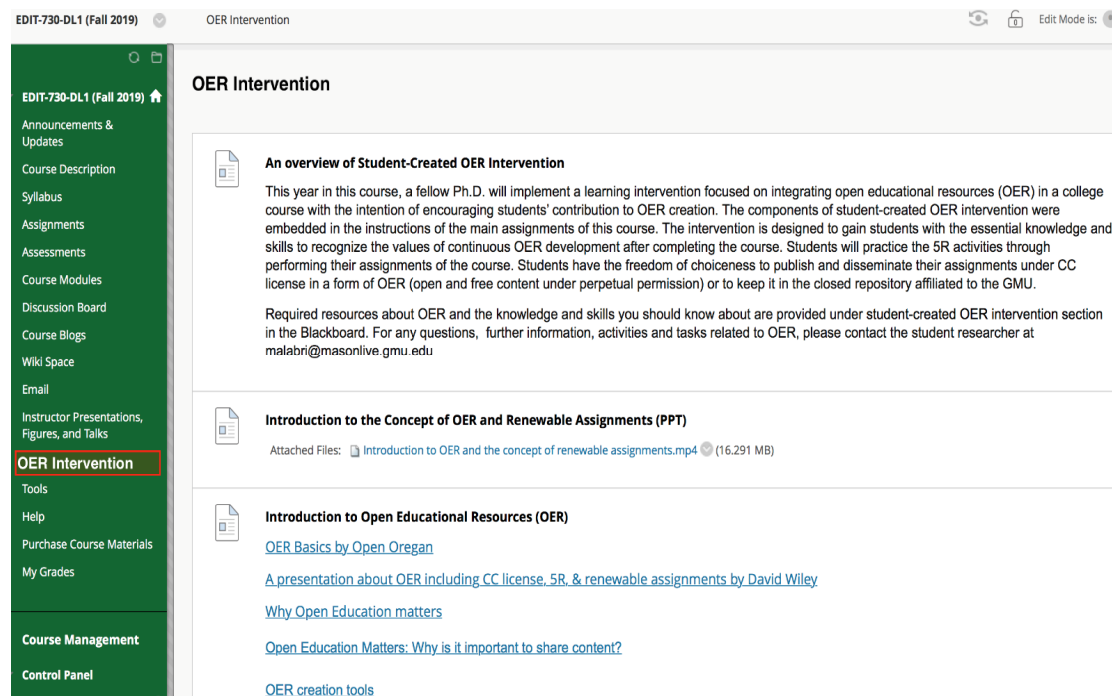 EDIT-730-DL1 (Fall 2019)
OER Intervention
Edit Mode is:
EDIT-730-DL1 (Fall 2019)
Announcements &
Updates
Course Description
Syllabus
Assignments
Assessments
Course Modules
Discussion Board
Course Blogs
Wiki Space
Email
Instructor Presentations,
Figures, and Talks
OER Intervention
Tools
Help
Purchase Course Materials
My Grades
Course Management
Control Panel
OER Intervention
An overview of Student-Created OER Intervention
This year in this course, a fellow Ph.D. will implement a learning intervention focused on integrating open educational resources (OER) in a college
course with the intention of encouraging students' contribution to OER creation. The components of student-created OER intervention were
embedded in the instructions of the main assignments of this course. The intervention is designed to gain students with the essential knowledge and
skills to recognize the values of continuous OER development after completing the course. Students will practice the 5R activities through
performing their assignments of the course. Students have the freedom of choiceness to publish and disseminate their assignments under CC
license in a form of OER (open and free content under perpetual permission) or to keep it in the closed repository affiliated to the GMU.
Required resources about OER and the knowledge and skills you should know about are provided under student-created OER intervention section
in the Blackboard. For any questions,  further information, activities and tasks related to OER, please contact the student researcher at
malabri@masonlive.gmu.edu
Introduction to the Concept of OER and Renewable Assignments (PPT)
Attached Files: Introduction to OER and the concept of renewable assignments.mp4 (16.291 MB)
Introduction to Open Educational Resources (OER)
OER Basics by Open Oregan
A presentation about OER including CC license, 5R, & renewable assignments by David Wiley
Why Open Education matters
Open Education Matters: Why is it important to share content?
OER creation tools